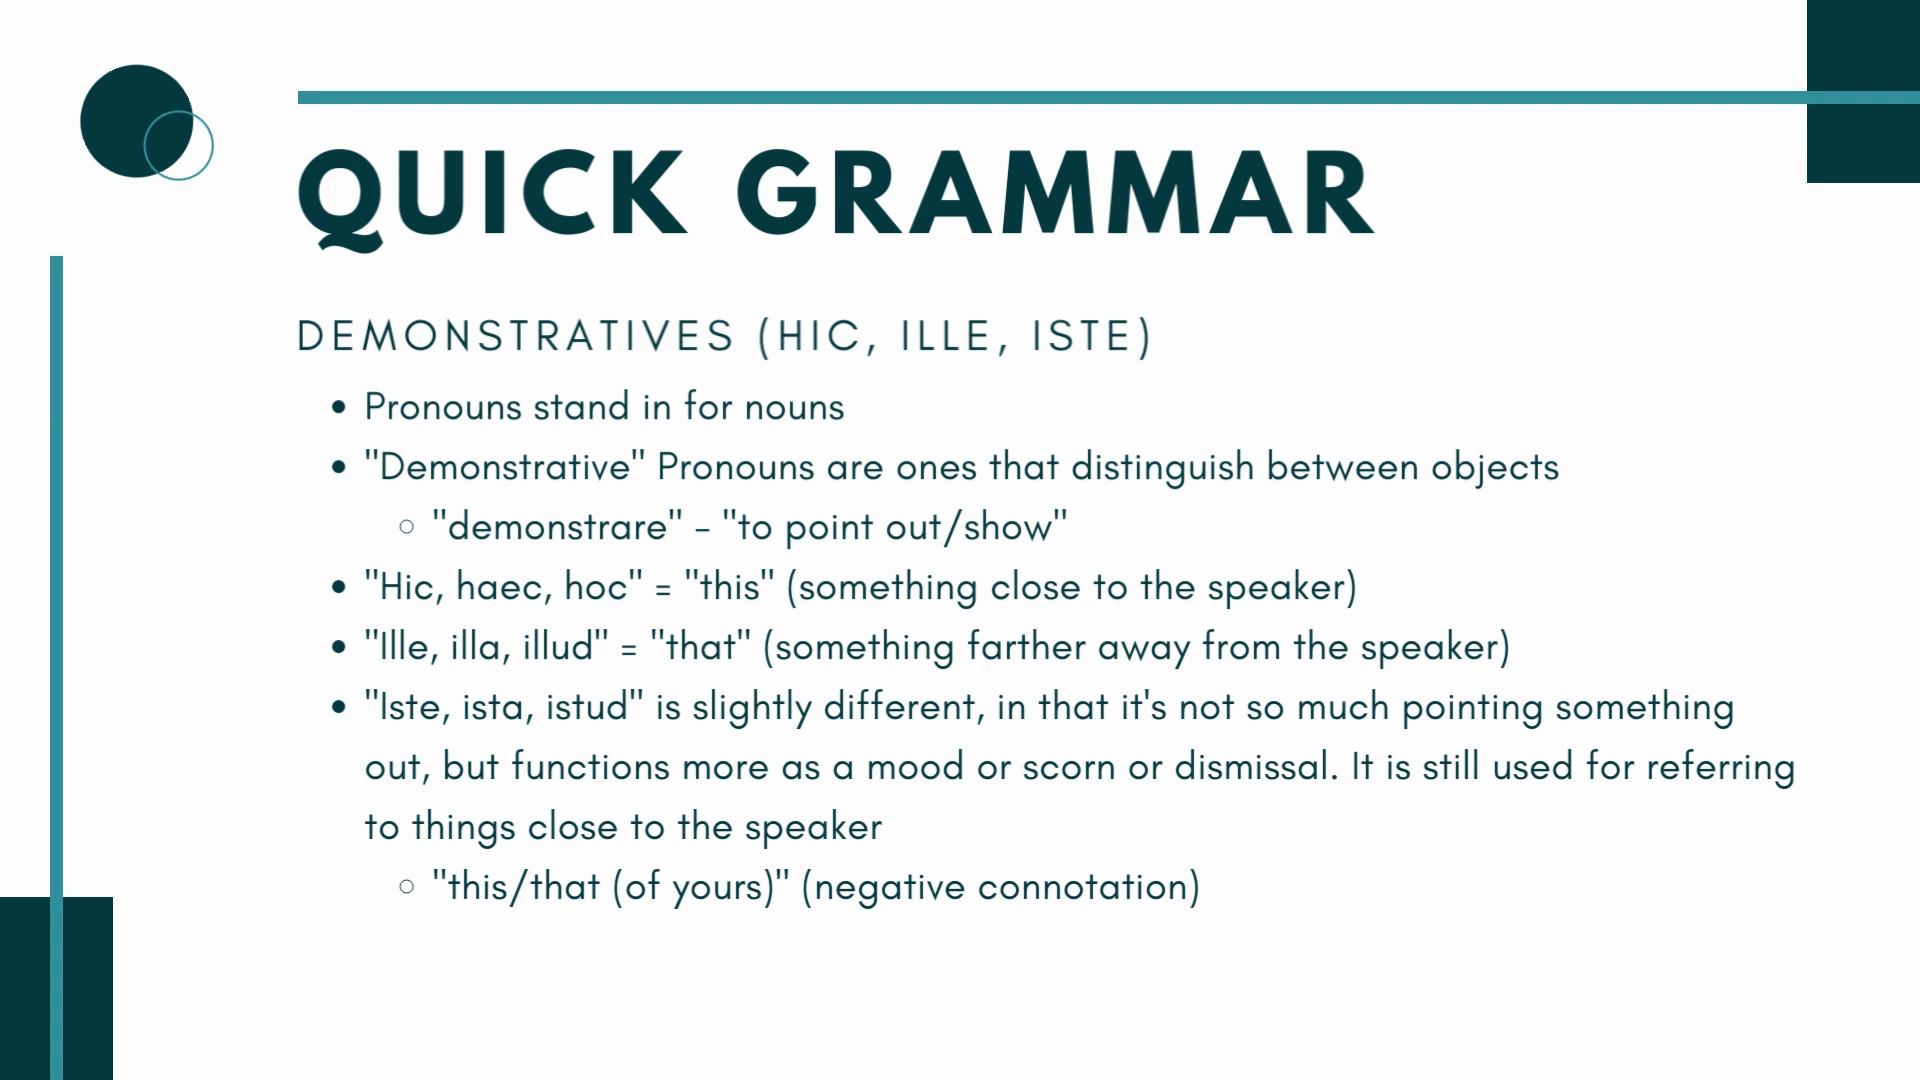 QUICK GRAMMAR
DEMONSTRATIVES (HIC, ILLE, ISTE)
• Pronouns stand in for nouns
• "Demonstrative" Pronouns are ones that distinguish between objects
◦ "demonstrare" - "to point out/show"
• "Hic, haec, hoc" = "this" (something close to the speaker)
• "Ille, illa, illud" = "that" (something farther away from the speaker)
• "Iste, ista, istud" is slightly different, in that it's not so much pointing something
out, but functions more as a mood or scorn or dismissal. It is still used for referring
to things close to the speaker
◦ "this/that (of yours)" (negative connotation)